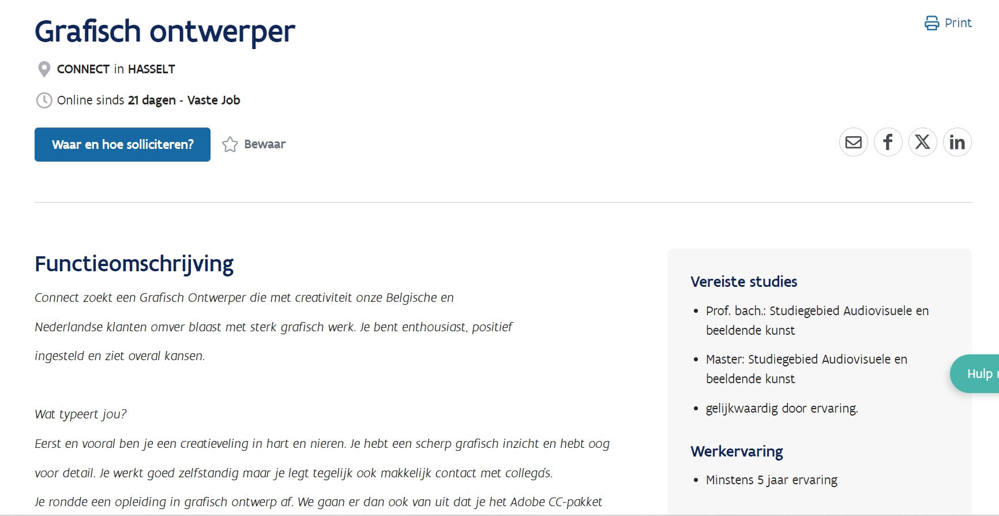 Grafisch ontwerper
Print
CONNECT in HASSELT
Online sinds 21 dagen - Vaste Job
Waar en hoe solliciteren?
Bewaar
Functieomschrijving
Connect zoekt een Grafisch Ontwerper die met creativiteit onze Belgische en
Nederlandse klanten omver blaast met sterk grafisch werk. Je bent enthousiast, positief
ingesteld en ziet overal kansen.
Wat typeert jou?
Eerst en vooral ben je een creatieveling in hart en nieren. Je hebt een scherp grafisch inzicht en hebt oog
voor detail. Je werkt goed zelfstandig maar je legt tegelijk ook makkelijk contact met collega's.
Je rondde een opleiding in grafisch ontwerp af. We gaan er dan ook van uit dat je het Adobe CC-pakket
Vereiste studies
• Prof. bach.: Studiegebied Audiovisuele en
beeldende kunst
• Master: Studiegebied Audiovisuele en
beeldende kunst
• gelijkwaardig door ervaring.
Werkervaring
• Minstens 5 jaar ervaring
Hulp